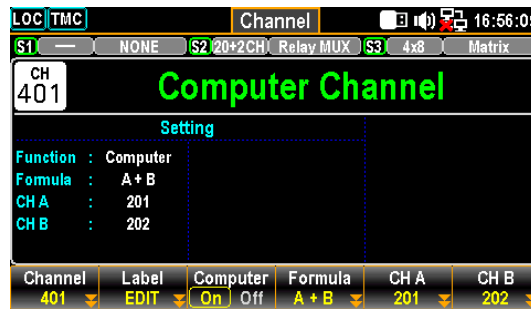 LOC TMC Channel 16:56:0
S1 — NONE S2 20+2CH Relay MUX S3 4x8 Matrix
CH
401 Computer Channel
Setting
Function : Computer
Formula : A + B
CH A : 201
CH B : 202
Channel Label Computer Formula CH A CH B
401 EDIT On Off A + B 201 202